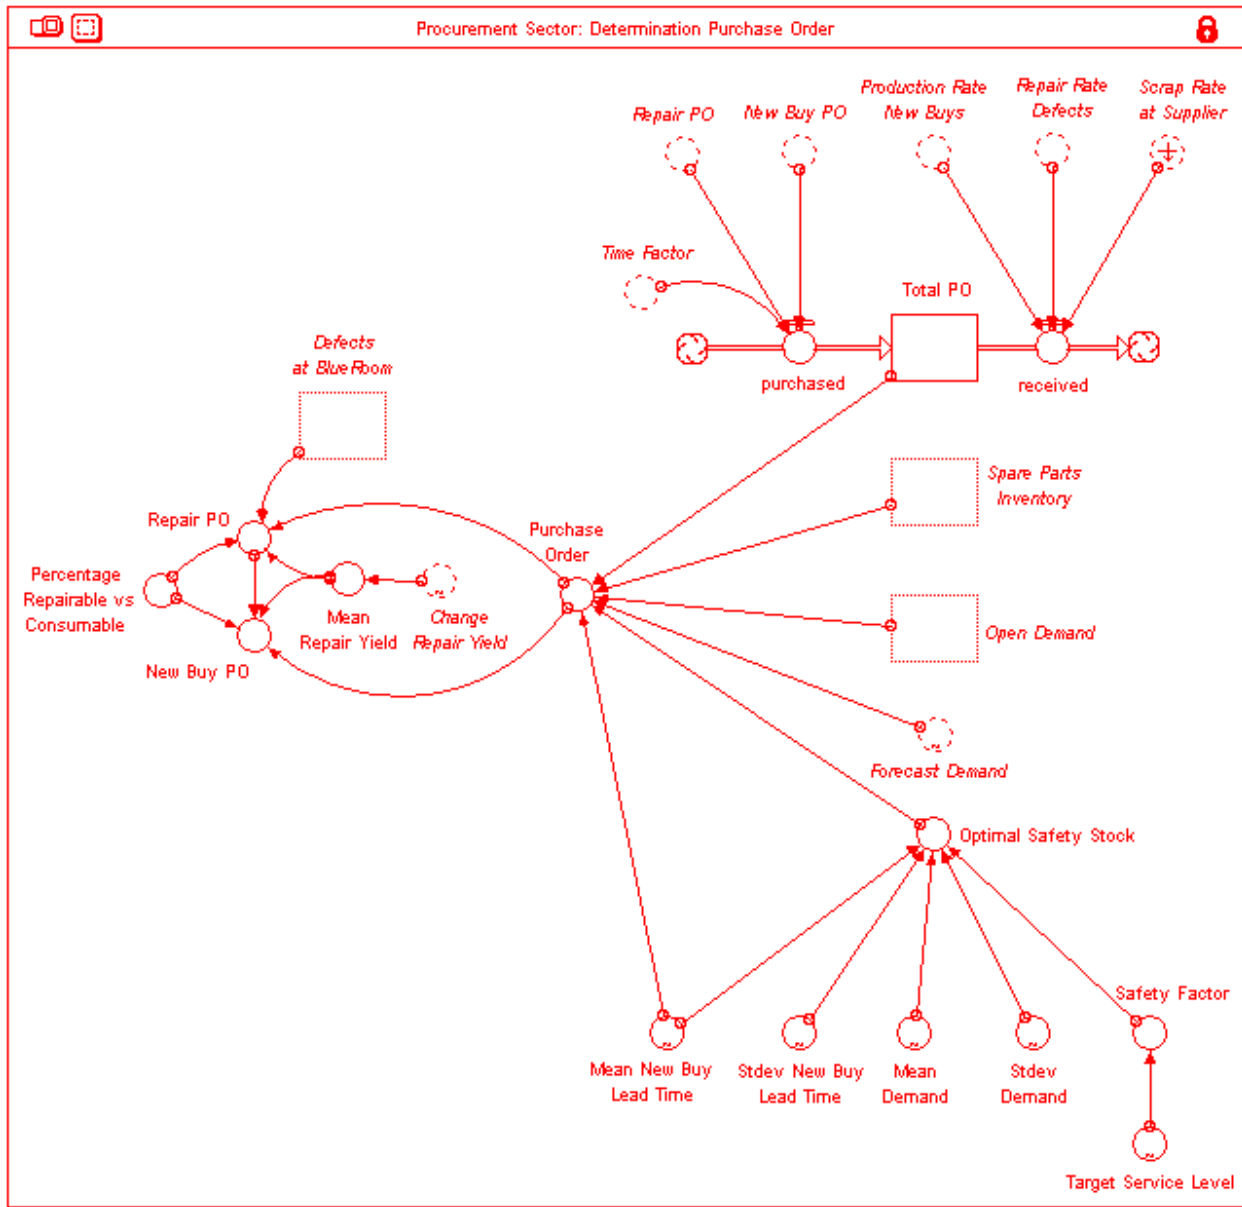 Procurement Sector: Determination Purchase Order
Repair PO
New Buy PO
Production Rate
New Buys
Repair Rate
Defects
Scrap Rate
at Supplier
Time Factor
Total PO
purchased
received
Defects
at BlueRoom
Spare Parts
Inventory
Repair PO
Purchase
Order
Percentage
Repairable vs
Consumable
Mean
Repair Yield
Change
Repair Yield
Open Demand
New Buy PO
Forecast Demand
Optimal Safety Stock
Safety Factor
Mean New Buy
Lead Time
Stdev New Buy
Lead Time
Mean
Demand
Stdev
Demand
Target Service Level